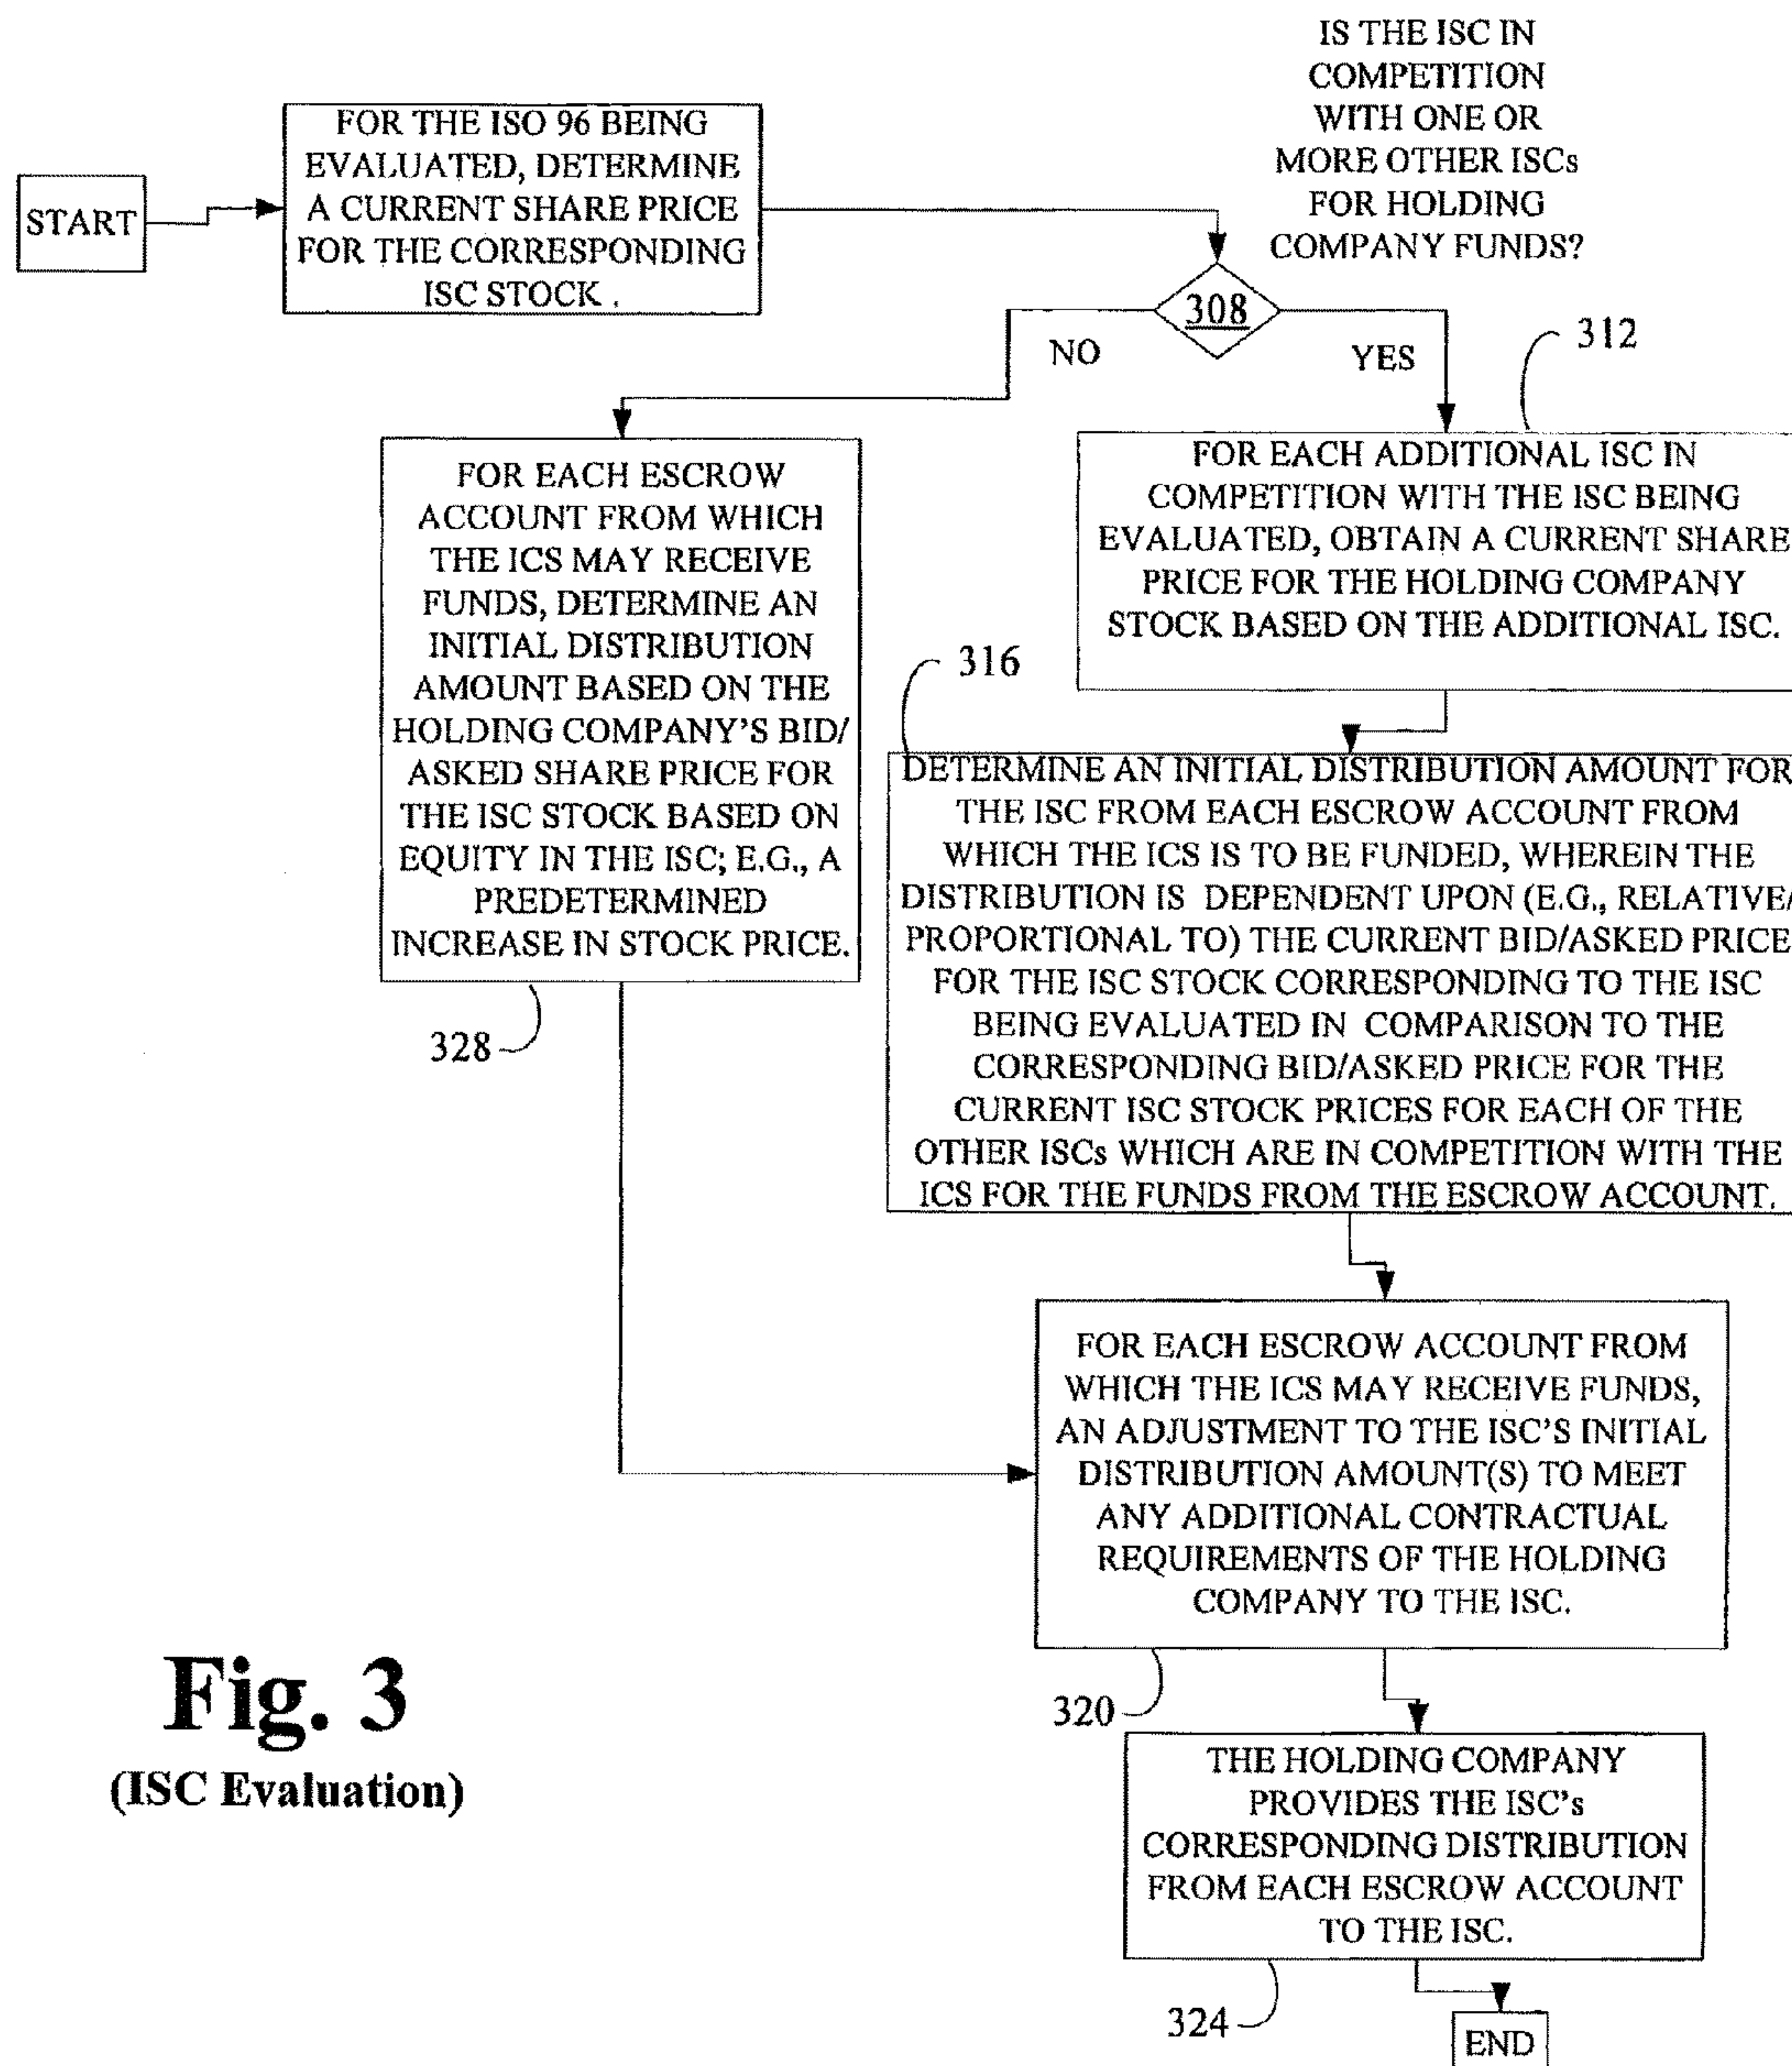 START
FOR THE ISO 96 BEING
EVALUATED, DETERMINE
A CURRENT SHARE PRICE
FOR THE CORRESPONDING
ISC STOCK .
IS THE ISC IN
COMPETITION
WITH ONE OR
MORE OTHER ISCs
FOR HOLDING
COMPANY FUNDS?
308
NO
YES
312
FOR EACH ADDITIONAL ISC IN
COMPETITION WITH THE ISC BEING
EVALUATED, OBTAIN A CURRENT SHARE
PRICE FOR THE HOLDING COMPANY
STOCK BASED ON THE ADDITIONAL ISC.
FOR EACH ESCROW
ACCOUNT FROM WHICH
THE ICS MAY RECEIVE
FUNDS, DETERMINE AN
INITIAL DISTRIBUTION
AMOUNT BASED ON THE
HOLDING COMPANY'S BID/
ASKED SHARE PRICE FOR
THE ISC STOCK BASED ON
EQUITY IN THE ISC; E.G., A
PREDETERMINED
INCREASE IN STOCK PRICE.
328
316
DETERMINE AN INITIAL DISTRIBUTION AMOUNT FOR
THE ISC FROM EACH ESCROW ACCOUNT FROM
WHICH THE ICS IS TO BE FUNDED, WHEREIN THE
DISTRIBUTION IS DEPENDENT UPON (E.G., RELATIVE/
PROPORTIONAL TO) THE CURRENT BID/ASKED PRICE
FOR THE ISC STOCK CORRESPONDING TO THE ISC
BEING EVALUATED IN COMPARISON TO THE
CORRESPONDING BID/ASKED PRICE FOR THE
CURRENT ISC STOCK PRICES FOR EACH OF THE
OTHER ISCs WHICH ARE IN COMPETITION WITH THE
ICS FOR THE FUNDS FROM THE ESCROW ACCOUNT.
FOR EACH ESCROW ACCOUNT FROM
WHICH THE ICS MAY RECEIVE FUNDS,
AN ADJUSTMENT TO THE ISC'S INITIAL
DISTRIBUTION AMOUNT(S) TO MEET
ANY ADDITIONAL CONTRACTUAL
REQUIREMENTS OF THE HOLDING
COMPANY TO THE ISC.
320
THE HOLDING COMPANY
PROVIDES THE ISC's
CORRESPONDING DISTRIBUTION
FROM EACH ESCROW ACCOUNT
TO THE ISC.
324
END
Fig. 3
(ISC Evaluation)